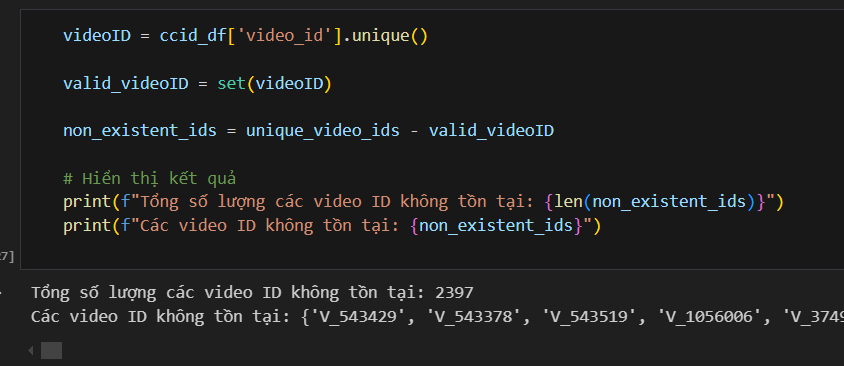 videoID = ccid_df['video_id'].unique()
valid_videoID = set(videoID)
non_existent_ids = unique_video_ids - valid_videoID
# Hiển thị kết quả
print(f"Tổng số lượng các video ID không tồn tại: {len(non_existent_ids)}")
print(f"Các video ID không tồn tại: {non_existent_ids}")
7]
Tổng số lượng các video ID không tồn tại: 2397
Các video ID không tồn tại: {'V_543429', 'V_543378', 'V_543519', 'V_1056006', 'V_3749